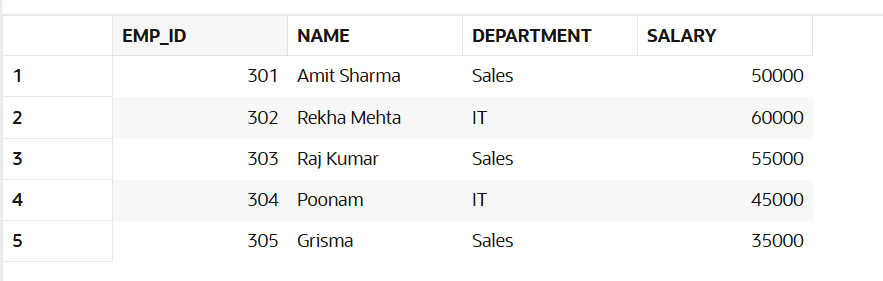 EMP_ID NAME DEPARTMENT SALARY
1 301 Amit Sharma Sales 50000
2 302 Rekha Mehta IT 60000
3 303 Raj Kumar Sales 55000
4 304 Poonam IT 45000
5 305 Grisma Sales 35000